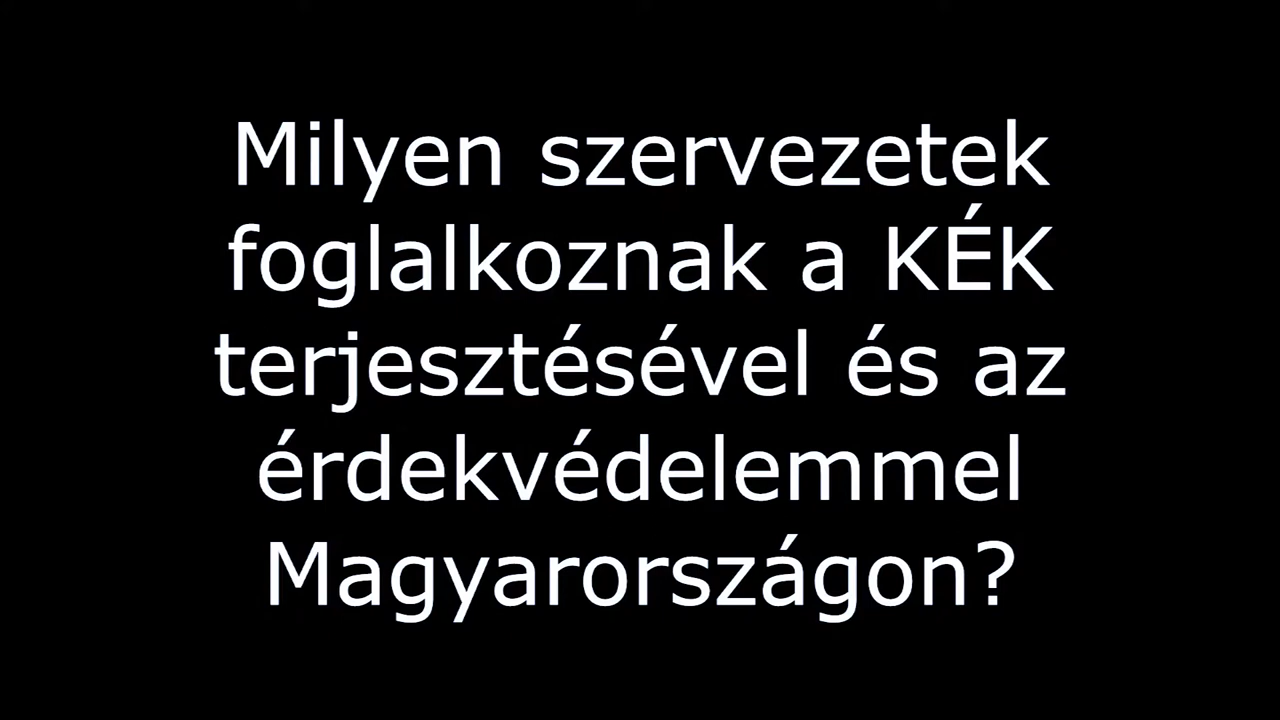 Milyen szervezetek
foglalkoznak a KÉK
terjesztésével és az
érdekvédelemmel
Magyarországon?